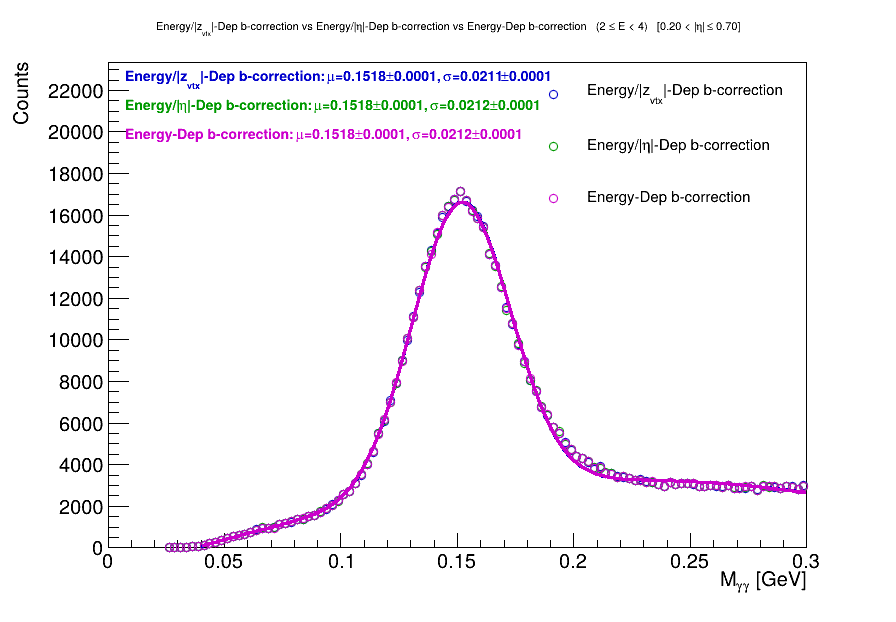 Energy/|z_vtx|-Dep b-correction vs Energy/|η|-Dep b-correction vs Energy-Dep b-correction (2 ≤ E < 4) [0.20 < |η| ≤ 0.70]
Counts
Energy/|z_vtx|-Dep b-correction: μ=0.1518±0.0001, σ=0.0211±0.0001
Energy/|η|-Dep b-correction: μ=0.1518±0.0001, σ=0.0212±0.0001
Energy-Dep b-correction: μ=0.1518±0.0001, σ=0.0212±0.0001
Energy/|z_vtx|-Dep b-correction
Energy/|η|-Dep b-correction
Energy-Dep b-correction
22000
20000
18000
16000
14000
12000
10000
8000
6000
4000
2000
0
0 0.05 0.1 0.15 0.2 0.25 0.3
M_γγ [GeV]